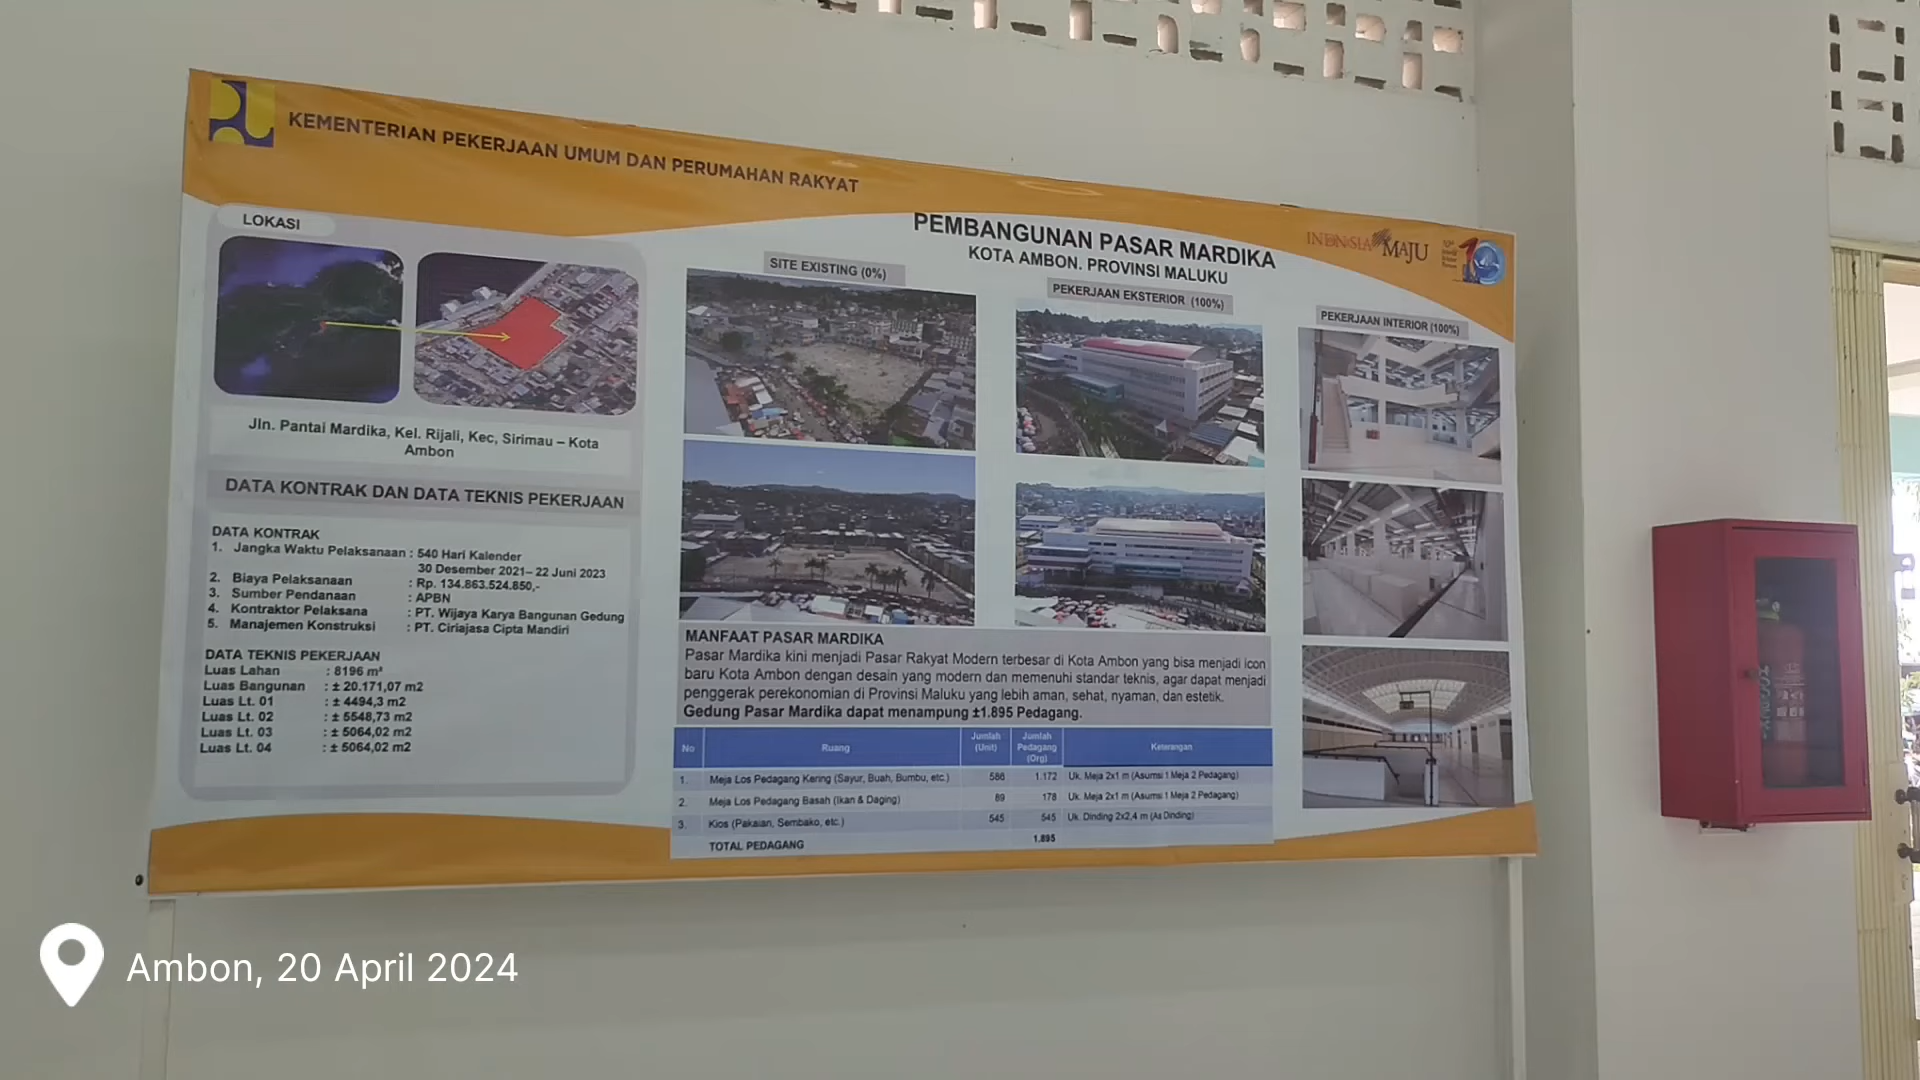 KEMENTERIAN PEKERJAAN UMUM DAN PERUMAHAN RAKYAT
PEMBANGUNAN PASAR MARDIKA
KOTA AMBON. PROVINSI MALUKU
INDONESIA MAJU
LOKASI
Jln. Pantai Mardika, Kel. Rijali, Kec, Sirimau – Kota
Ambon
DATA KONTRAK DAN DATA TEKNIS PEKERJAAN
DATA KONTRAK
1. Jangka Waktu Pelaksanaan : 540 Hari Kalender
30 Desember 2021– 22 Juni 2023
2. Biaya Pelaksanaan : Rp. 134.863.524.850,-
3. Sumber Pendanaan : APBN
4. Kontraktor Pelaksana : PT. Wijaya Karya Bangunan Gedung
5. Manajemen Konstruksi : PT. Ciriajasa Cipta Mandiri
DATA TEKNIS PEKERJAAN
Luas Lahan : 8196 m²
Luas Bangunan : ± 20.171,07 m2
Luas Lt. 01 : ± 4494,3 m2
Luas Lt. 02 : ± 5548,73 m2
Luas Lt. 03 : ± 5064,02 m2
Luas Lt. 04 : ± 5064,02 m2
SITE EXISTING (0%)
PEKERJAAN EKSTERIOR (100%)
PEKERJAAN INTERIOR (100%)
MANFAAT PASAR MARDIKA
Pasar Mardika kini menjadi Pasar Rakyat Modern terbesar di Kota Ambon yang bisa menjadi icon
baru Kota Ambon dengan desain yang modern dan memenuhi standar teknis, agar dapat menjadi
penggerak perekonomian di Provinsi Maluku yang lebih aman, sehat, nyaman, dan estetik.
Gedung Pasar Mardika dapat menampung ±1.895 Pedagang.
No Ruang Jumlah (Unit) Jumlah Pedagang (Org) Keterangan
1. Meja Los Pedagang Kering (Sayur, Buah, Bumbu, etc.) 586 1.172 Uk. Meja 2x1 m (Asumsi 1 Meja 2 Pedagang)
2. Meja Los Pedagang Basah (Ikan & Daging) 89 178 Uk. Meja 2x1 m (Asumsi 1 Meja 2 Pedagang)
3. Kios (Pakaian, Sembako, etc.) 545 545 Uk. Dinding 2x2,4 m (As Dinding)
TOTAL PEDAGANG 1.895
Ambon, 20 April 2024